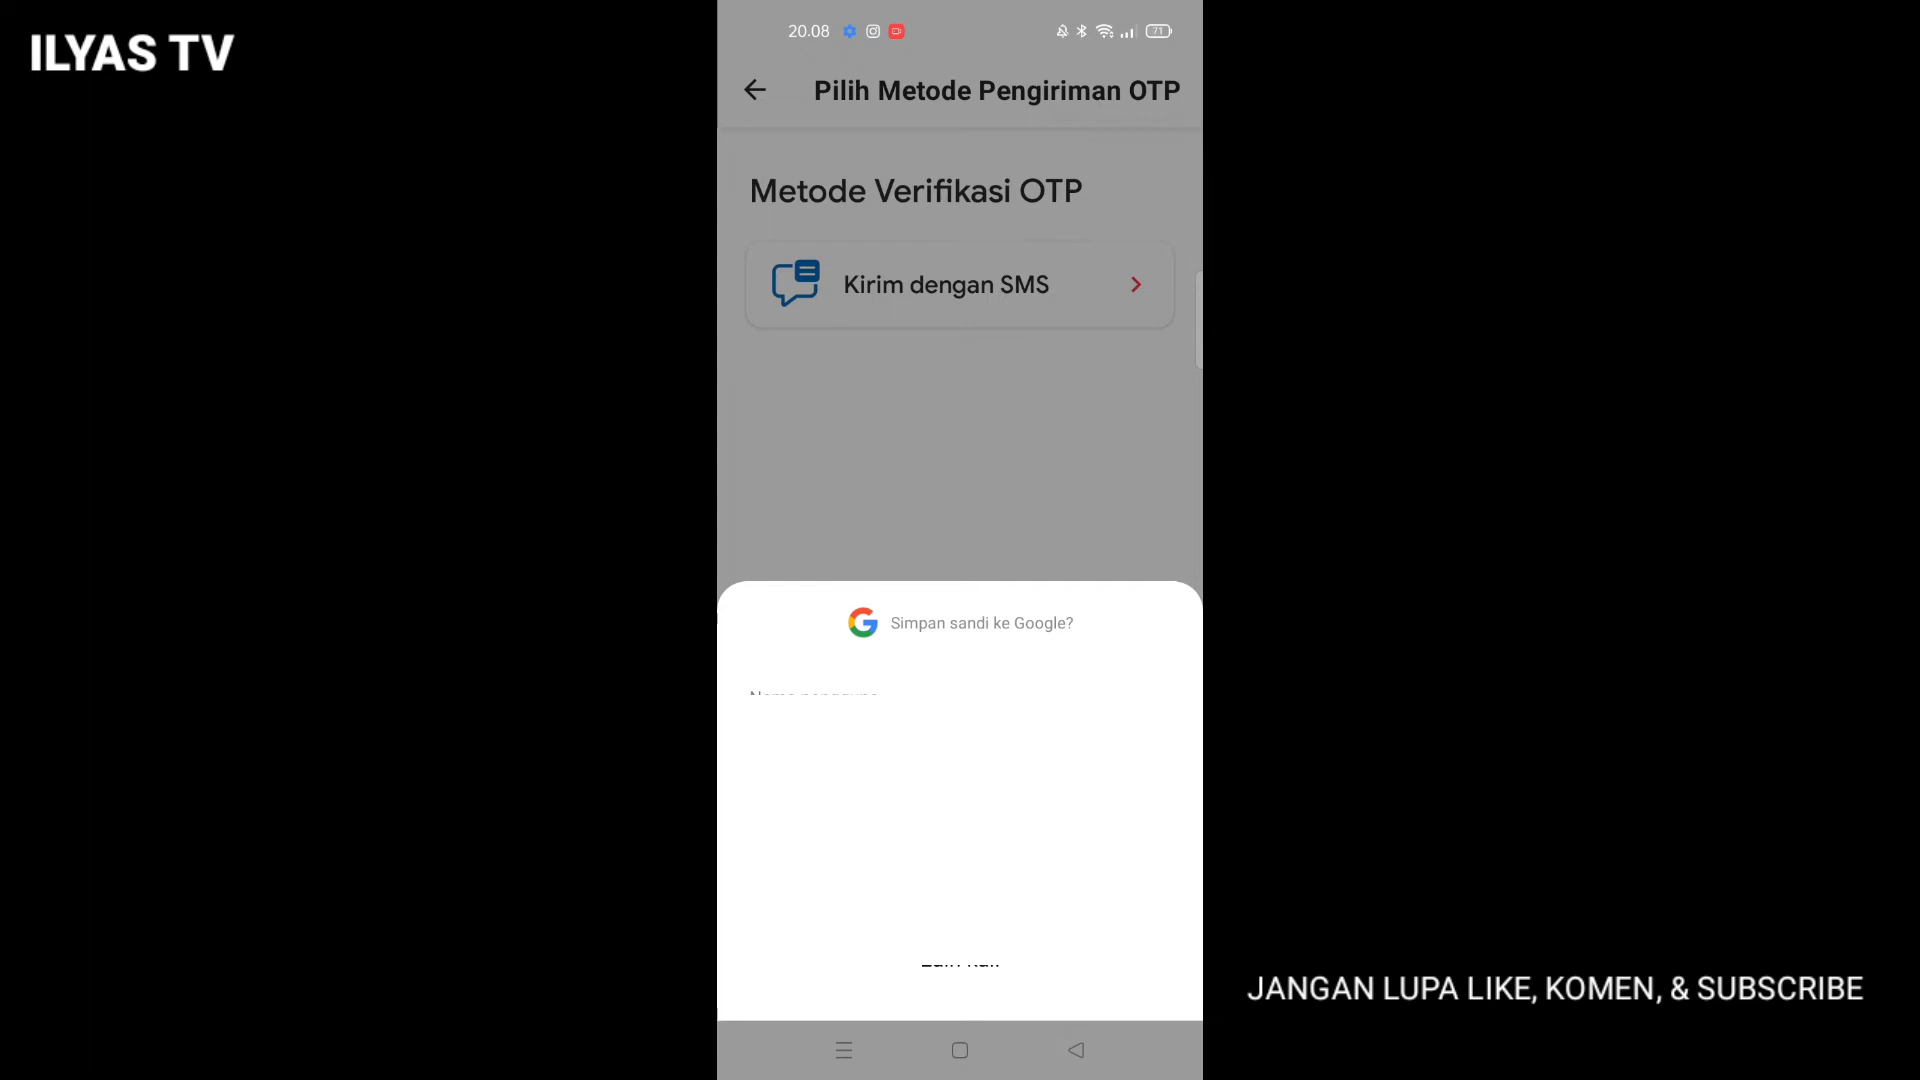 ILYAS TV
20.08
71
Pilih Metode Pengiriman OTP
Metode Verifikasi OTP
Kirim dengan SMS
Simpan sandi ke Google?
JANGAN LUPA LIKE, KOMEN, & SUBSCRIBE